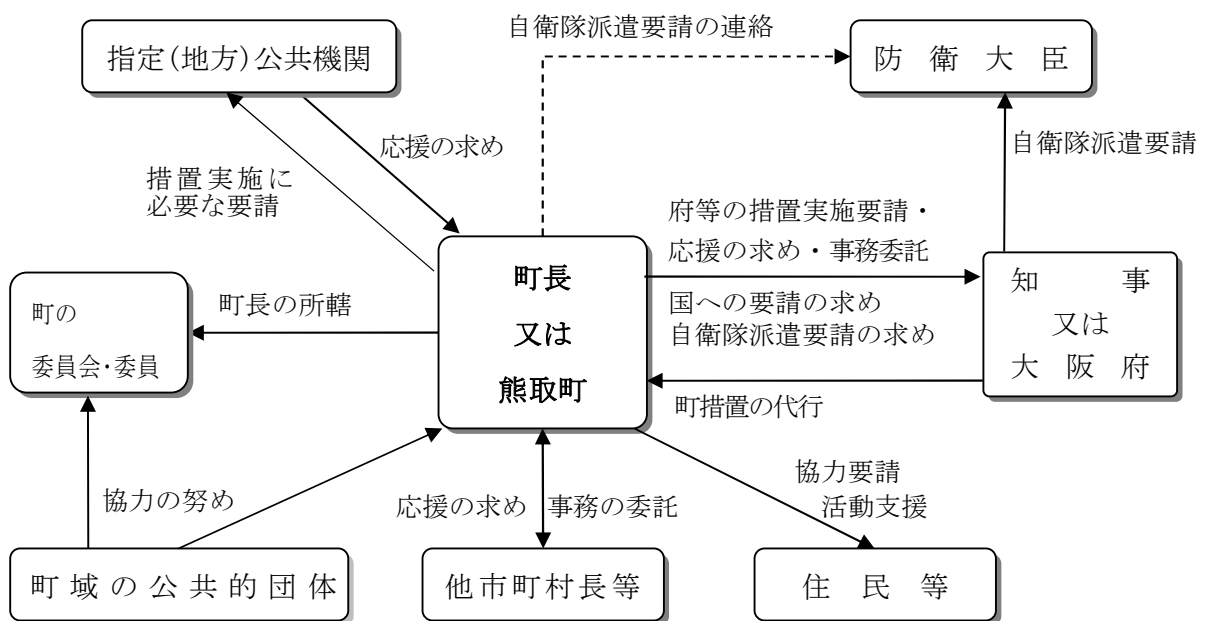 自衛隊派遣要請の連絡
指定(地方)公共機関
防衛大臣
応援の求め
自衛隊派遣要請
措置実施に
必要な要請
府等の措置実施要請・
応援の求め・事務委託
町長
又は
熊取町
知事
又は
大阪府
町の
委員会・委員
町長の所轄
国への要請の求め
自衛隊派遣要請の求め
町措置の代行
協力の努め
応援の求め
事務の委託
協力要請
活動支援
町域の公共的団体
他市町村長等
住民等